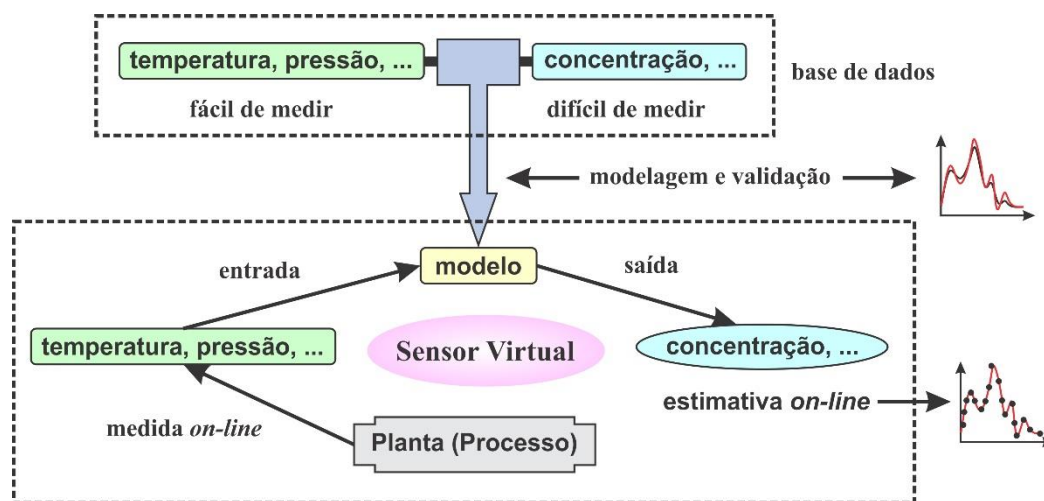 temperatura, pressão, ...
concentração, ...
base de dados
fácil de medir
difícil de medir
modelagem e validação
entrada
modelo
saída
temperatura, pressão, ...
Sensor Virtual
concentração, ...
estimativa on-line
medida on-line
Planta (Processo)